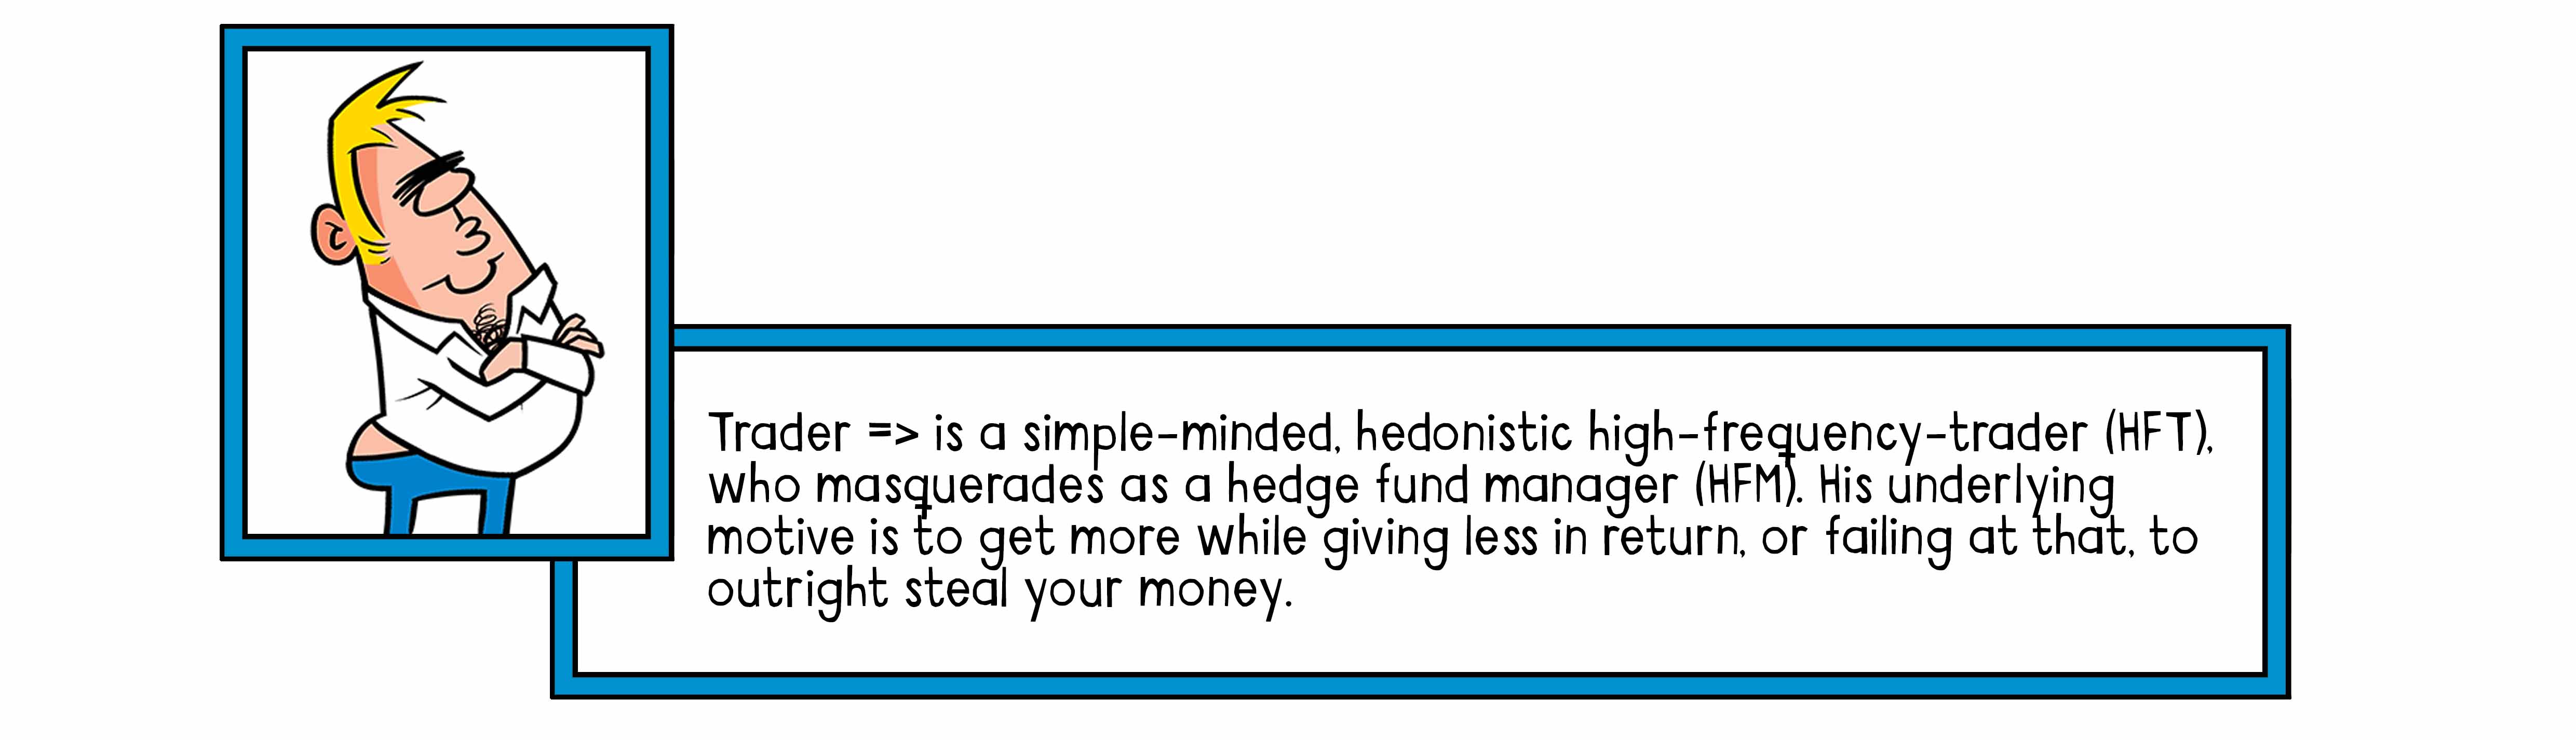 Trader => is a simple-minded, hedonistic high-frequency-trader (HFT),
who masquerades as a hedge fund manager (HFM). His underlying
motive is to get more while giving less in return, or failing at that, to
outright steal your money.